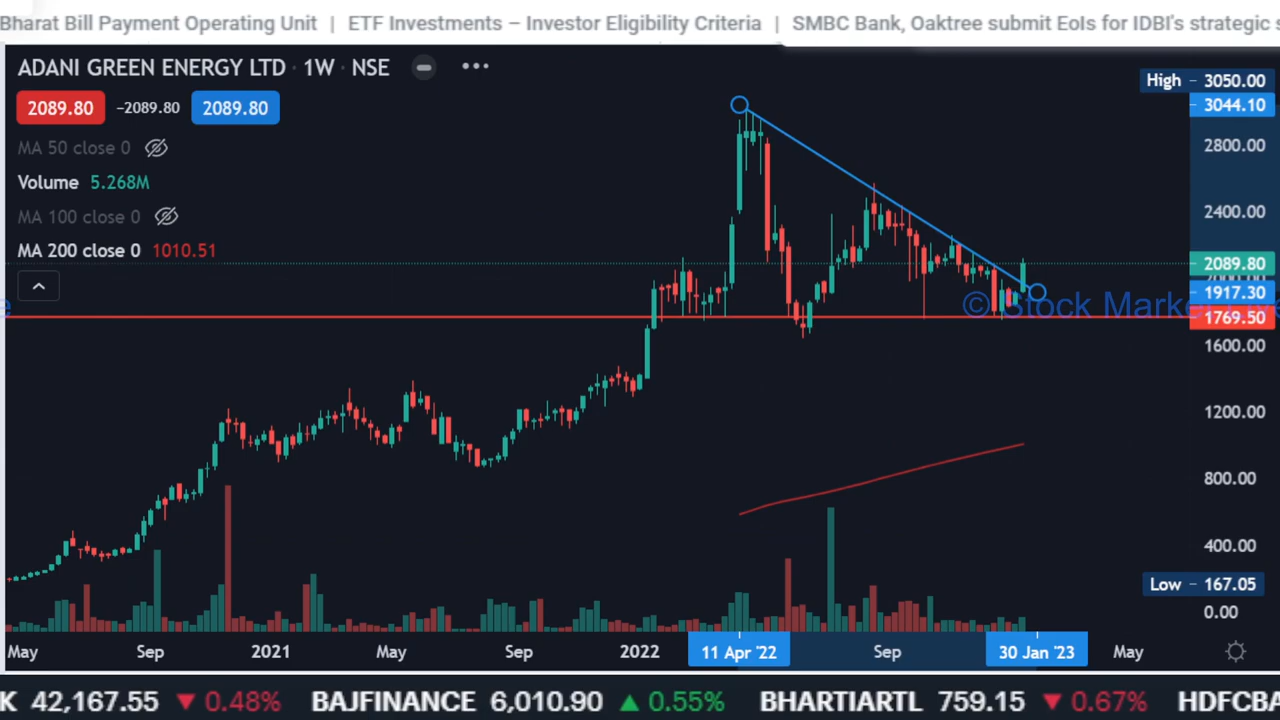 Bharat Bill Payment Operating Unit | ETF Investments – Investor Eligibility Criteria | SMBC Bank, Oaktree submit EoIs for IDBI's strategic s
ADANI GREEN ENERGY LTD · 1W · NSE
2089.80 −2089.80 2089.80
MA 50 close 0
Volume 5.268M
MA 100 close 0
MA 200 close 0 1010.51
High 3050.00
3044.10
2800.00
2400.00
2089.80
1917.30
© Stock Market
1769.50
1600.00
1200.00
800.00
400.00
Low 167.05
0.00
May Sep 2021 May Sep 2022 11 Apr '22 Sep 30 Jan '23 May
K 42,167.55 ▼ 0.48% BAJFINANCE 6,010.90 ▲ 0.55% BHARTIARTL 759.15 ▼ 0.67% HDFCBA